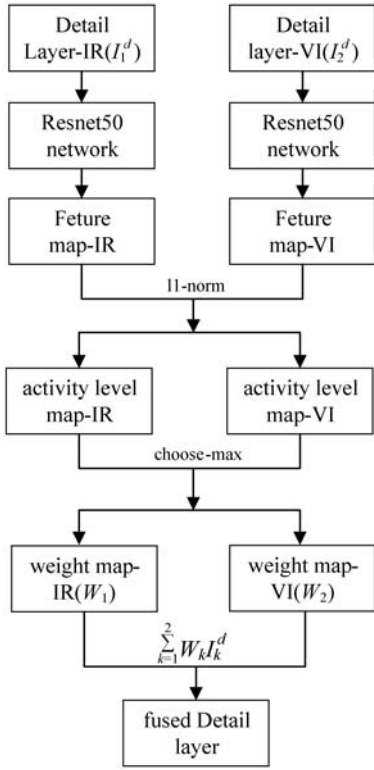 Detail
Layer-IR(I₁ᵈ)
Detail
layer-VI(I₂ᵈ)
Resnet50
network
Resnet50
network
Feture
map-IR
Feture
map-VI
l1-norm
activity level
map-IR
activity level
map-VI
choose-max
weight map-
IR(W₁)
weight map-
VI(W₂)
∑ₖ₌₁² WₖIₖᵈ
fused Detail
layer